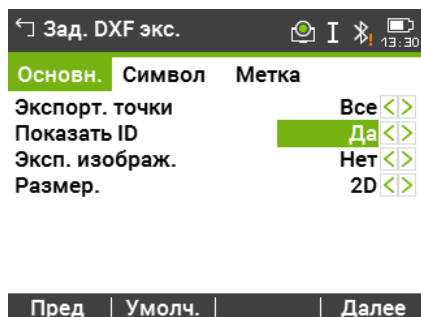 Зад. DXF экс. 13:30
Основн. Символ Метка
Экспорт. точки Все
Показать ID Да
Эксп. изображ. Нет
Размер. 2D
Пред Умолч. Далее